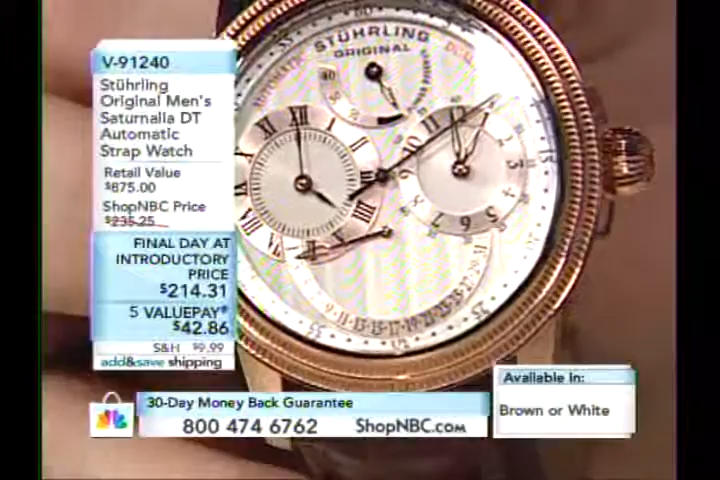 V-91240
Stührling
Original Men's
Saturnalia DT
Automatic
Strap Watch
Retail Value
$875.00
ShopNBC Price
$235.25
FINAL DAY AT
INTRODUCTORY
PRICE
$214.31
5 VALUEPAY®
$42.86
S&H $9.99
add&save shipping
30-Day Money Back Guarantee
800 474 6762 ShopNBC.com
Available in:
Brown or White
STÜHRLING
ORIGINAL
AUTOMATIC